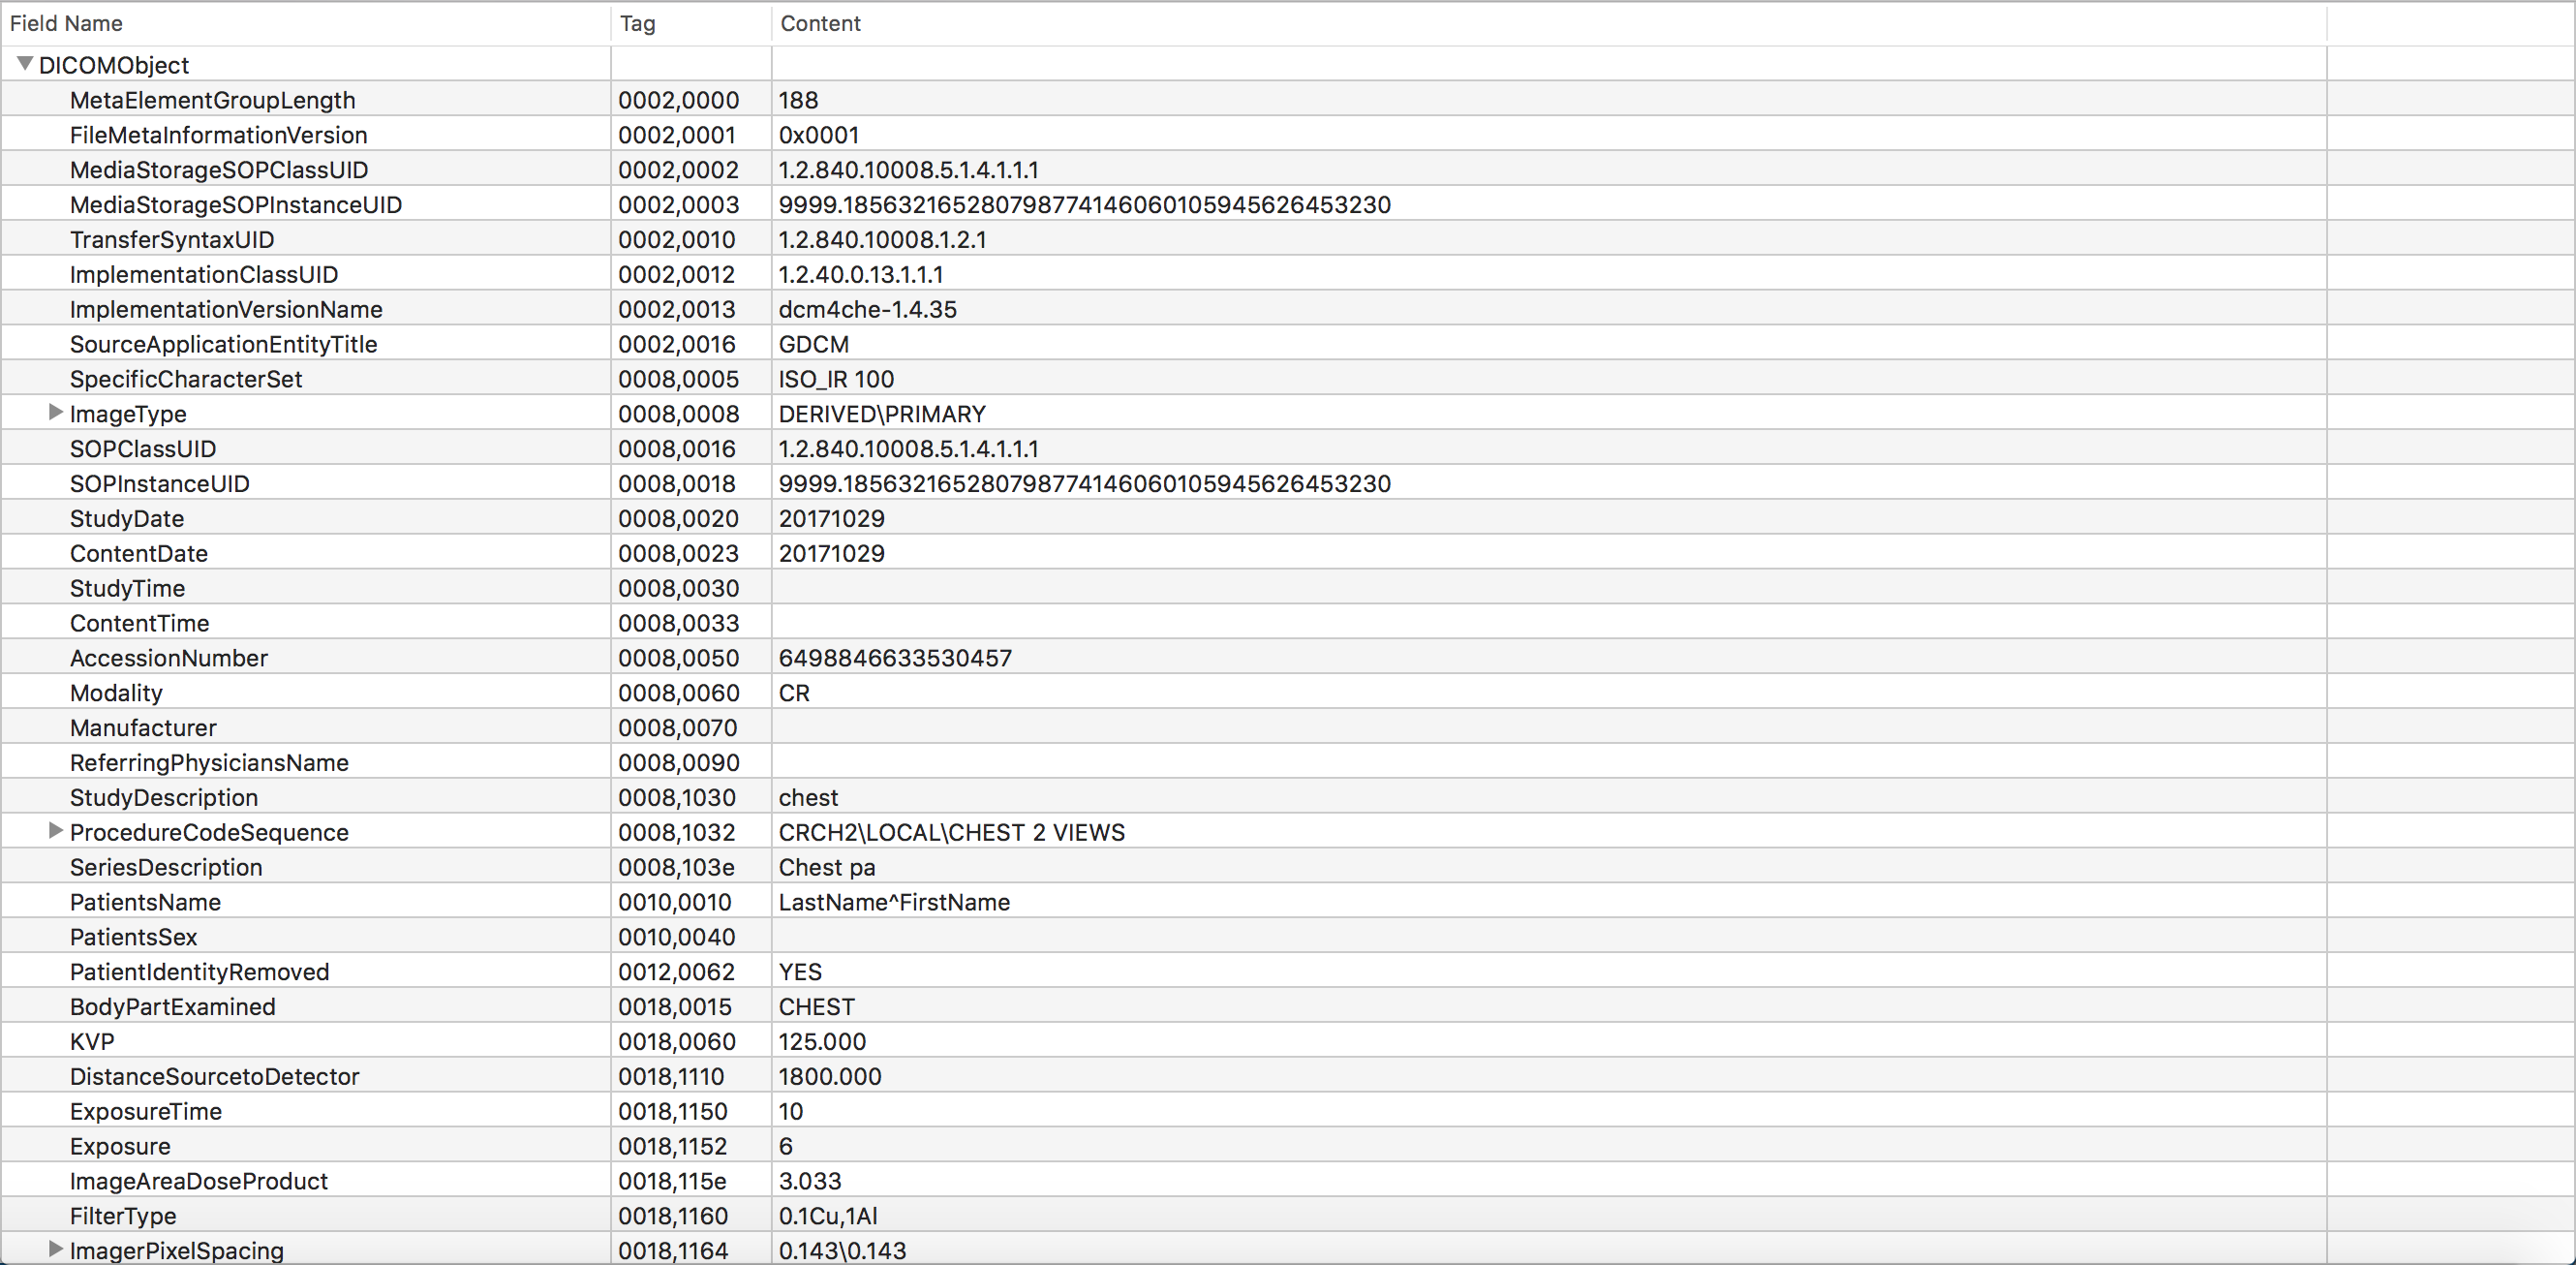 Field Name Tag Content
DICOMObject
MetaElementGroupLength 0002,0000 188
FileMetaInformationVersion 0002,0001 0x0001
MediaStorageSOPClassUID 0002,0002 1.2.840.10008.5.1.4.1.1.1
MediaStorageSOPInstanceUID 0002,0003 9999.185632165280798774146060105945626453230
TransferSyntaxUID 0002,0010 1.2.840.10008.1.2.1
ImplementationClassUID 0002,0012 1.2.40.0.13.1.1.1
ImplementationVersionName 0002,0013 dcm4che-1.4.35
SourceApplicationEntityTitle 0002,0016 GDCM
SpecificCharacterSet 0008,0005 ISO_IR 100
ImageType 0008,0008 DERIVED\PRIMARY
SOPClassUID 0008,0016 1.2.840.10008.5.1.4.1.1.1
SOPInstanceUID 0008,0018 9999.185632165280798774146060105945626453230
StudyDate 0008,0020 20171029
ContentDate 0008,0023 20171029
StudyTime 0008,0030
ContentTime 0008,0033
AccessionNumber 0008,0050 6498846633530457
Modality 0008,0060 CR
Manufacturer 0008,0070
ReferringPhysiciansName 0008,0090
StudyDescription 0008,1030 chest
ProcedureCodeSequence 0008,1032 CRCH2\LOCAL\CHEST 2 VIEWS
SeriesDescription 0008,103e Chest pa
PatientsName 0010,0010 LastName^FirstName
PatientsSex 0010,0040
PatientIdentityRemoved 0012,0062 YES
BodyPartExamined 0018,0015 CHEST
KVP 0018,0060 125.000
DistanceSourcetoDetector 0018,1110 1800.000
ExposureTime 0018,1150 10
Exposure 0018,1152 6
ImageAreaDoseProduct 0018,115e 3.033
FilterType 0018,1160 0.1Cu,1Al
ImagerPixelSpacing 0018,1164 0.143\0.143